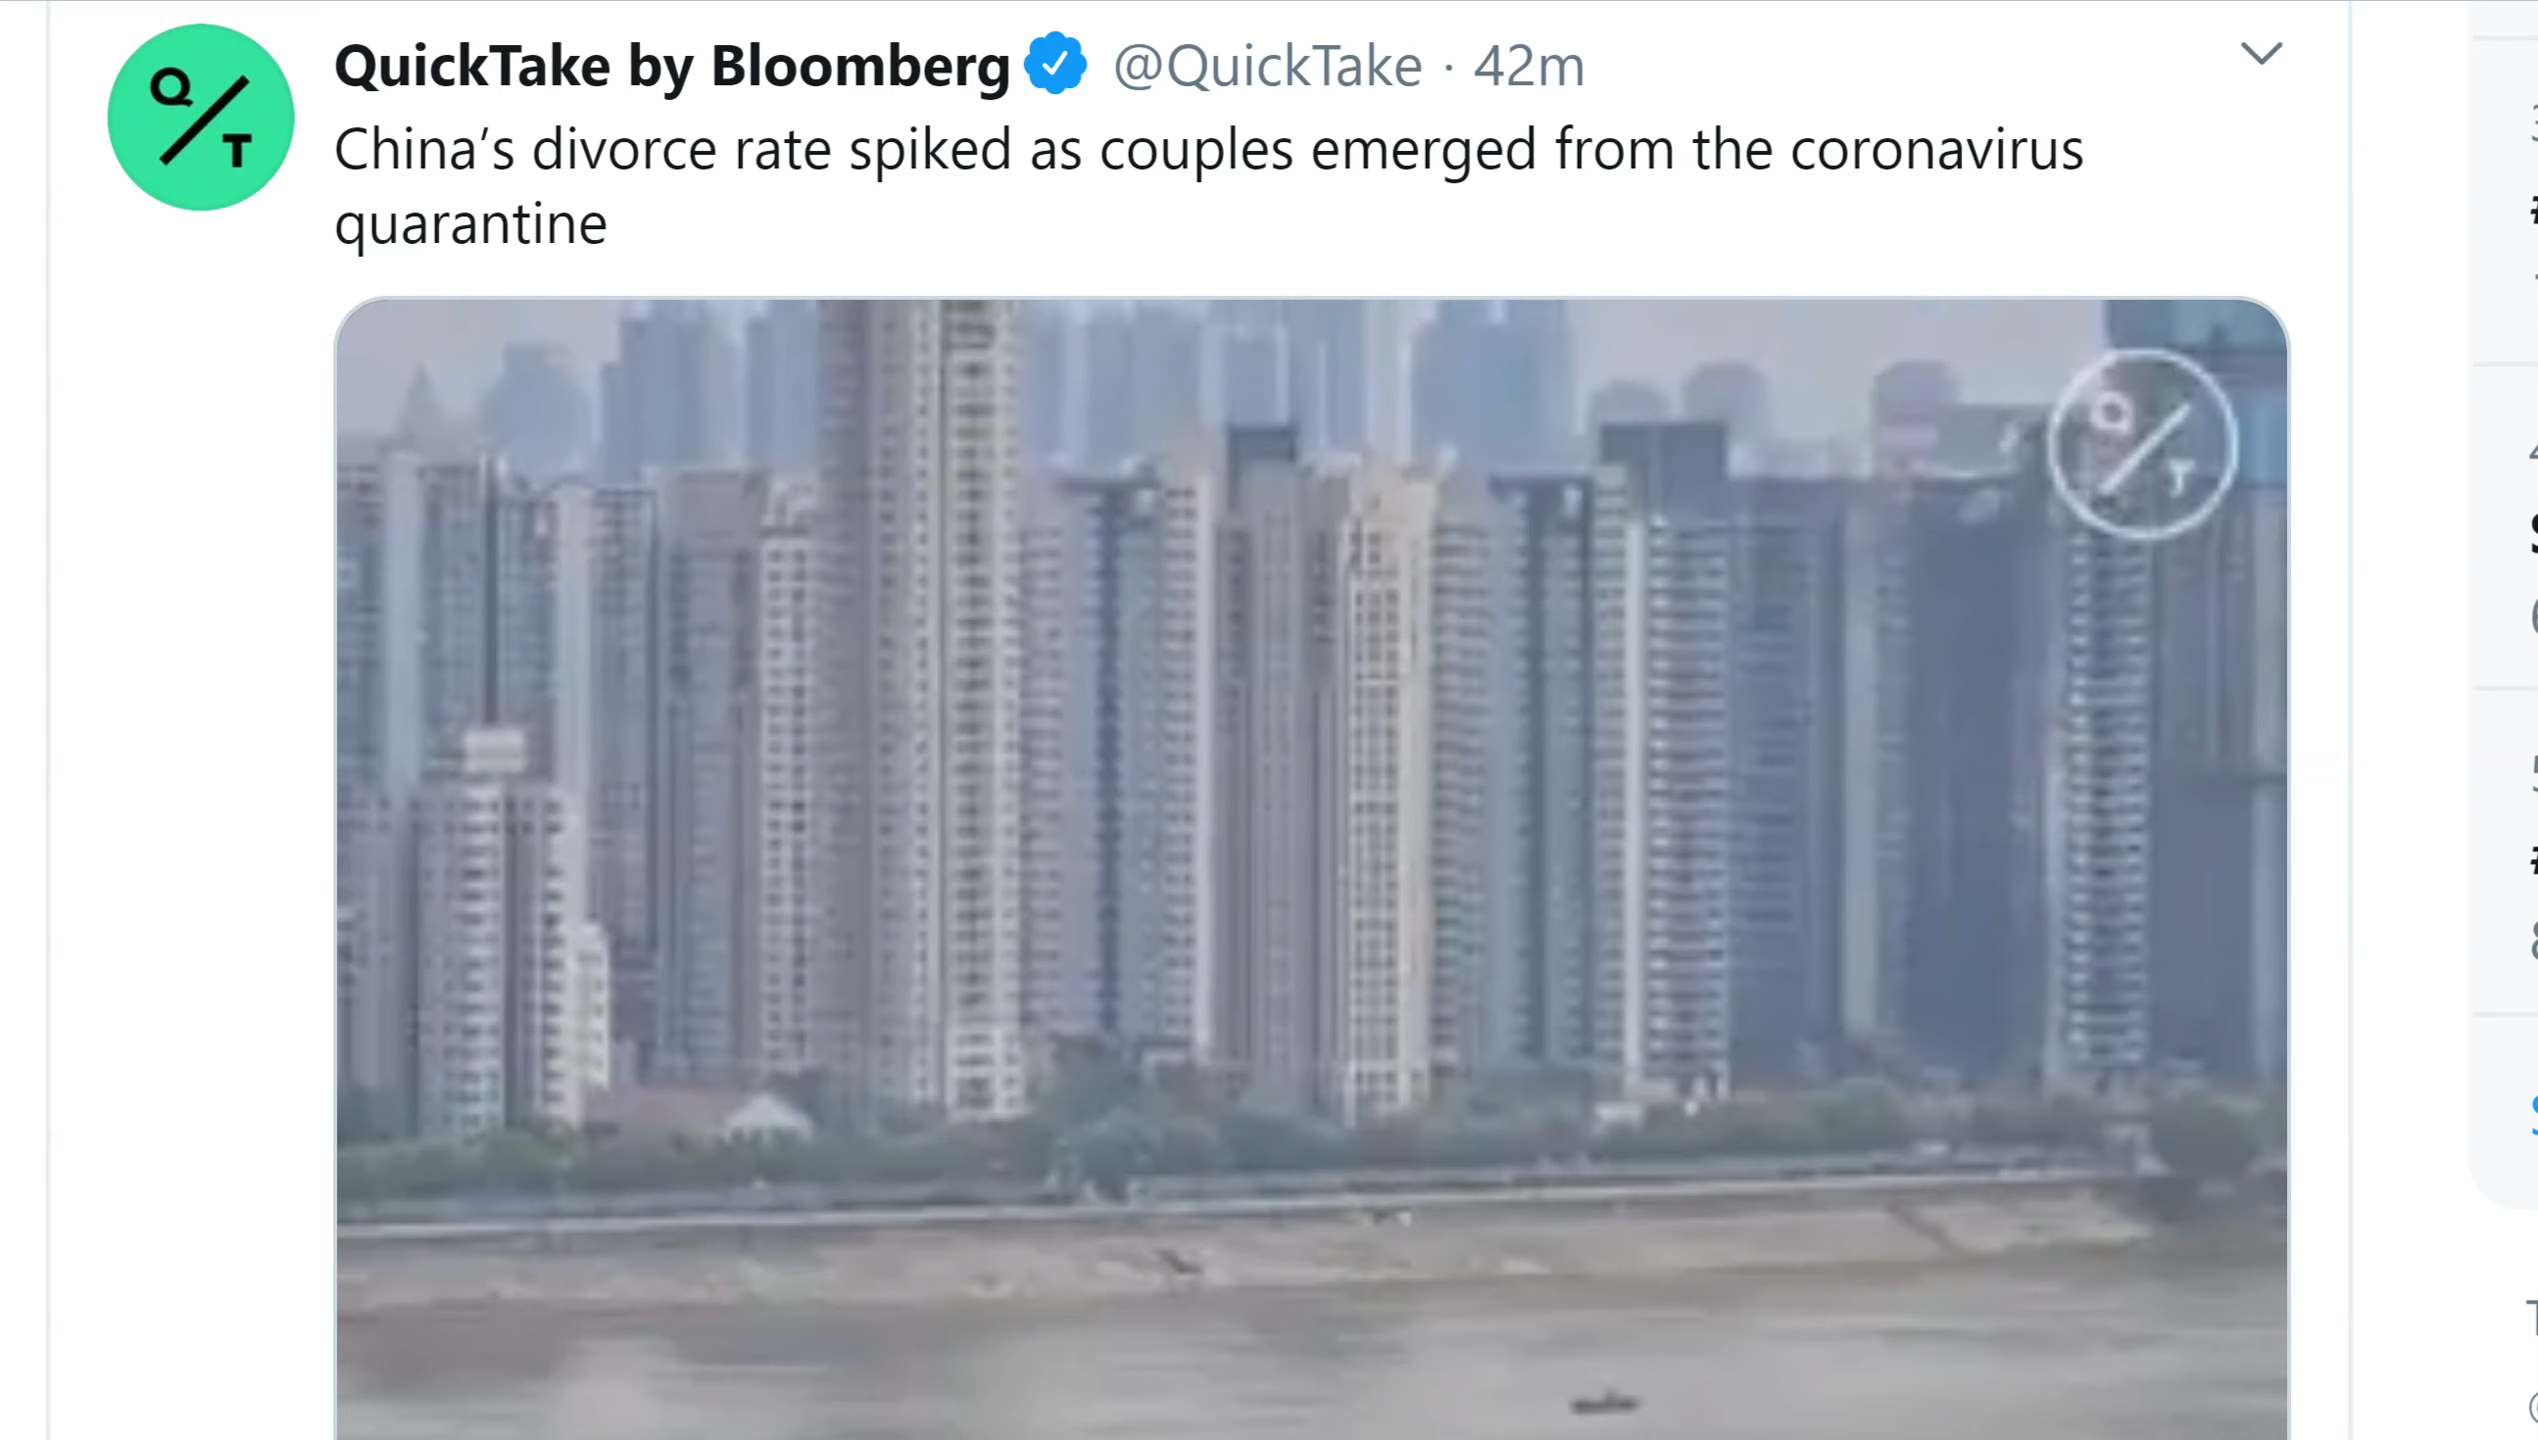 QuickTake by Bloomberg @QuickTake · 42m
China’s divorce rate spiked as couples emerged from the coronavirus
quarantine
Q/T
Q/T